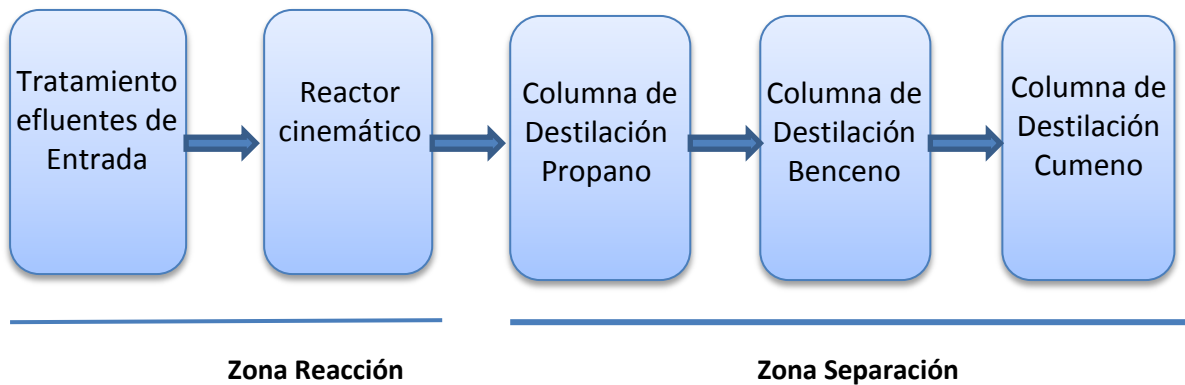 Tratamiento
efluentes de
Entrada
Reactor
cinemático
Columna de
Destilación
Propano
Columna de
Destilación
Benceno
Columna de
Destilación
Cumeno
Zona Reacción
Zona Separación